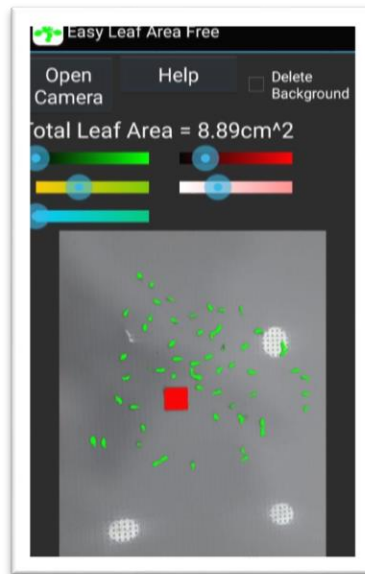 Easy Leaf Area Free
Open
Camera
Help
Delete
Background
Total Leaf Area = 8.89cm^2